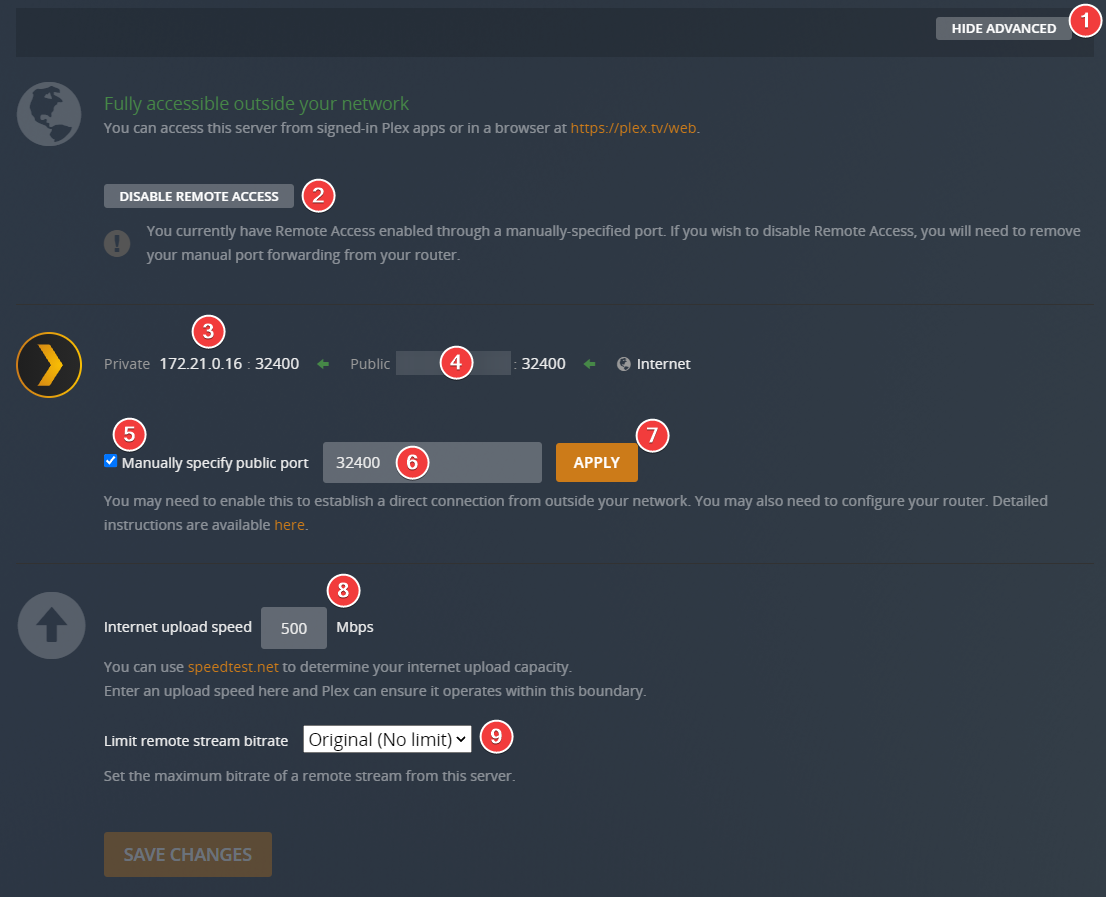 HIDE ADVANCED 1
Fully accessible outside your network
You can access this server from signed-in Plex apps or in a browser at https://plex.tv/web.
DISABLE REMOTE ACCESS 2
! You currently have Remote Access enabled through a manually-specified port. If you wish to disable Remote Access, you will need to remove
your manual port forwarding from your router.
3
Private 172.21.0.16 : 32400 Public 4 : 32400 Internet
5 7
Manually specify public port 32400 6 APPLY
You may need to enable this to establish a direct connection from outside your network. You may also need to configure your router. Detailed
instructions are available here.
8
Internet upload speed 500 Mbps
You can use speedtest.net to determine your internet upload capacity.
Enter an upload speed here and Plex can ensure it operates within this boundary.
Limit remote stream bitrate Original (No limit) 9
Set the maximum bitrate of a remote stream from this server.
SAVE CHANGES